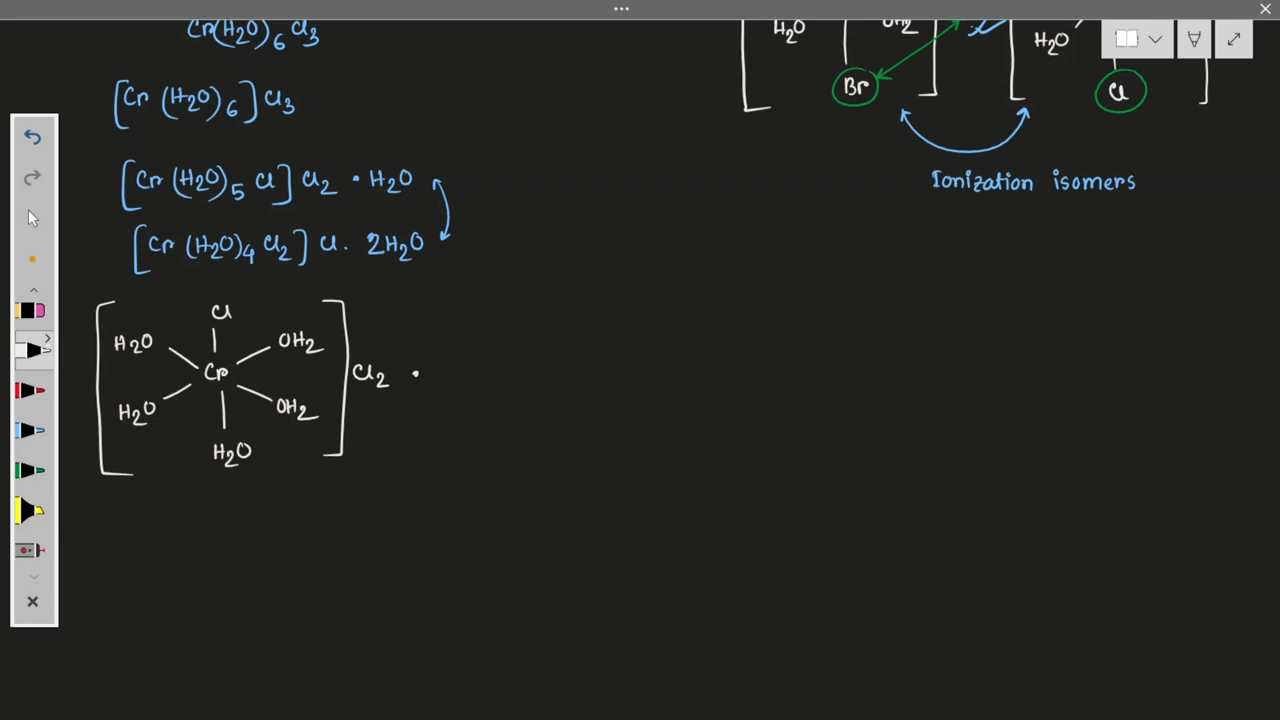 Cr(H2O)6 Cl3
[Cr (H2O)6] Cl3
[Cr (H2O)5 Cl] Cl2 • H2O
[Cr (H2O)4 Cl2] Cl. 2H2O
Cl
H2O OH2
Cr Cl2 •
H2O OH2
H2O
H2O OH2
Br
H2O
Cl
Ionization isomers